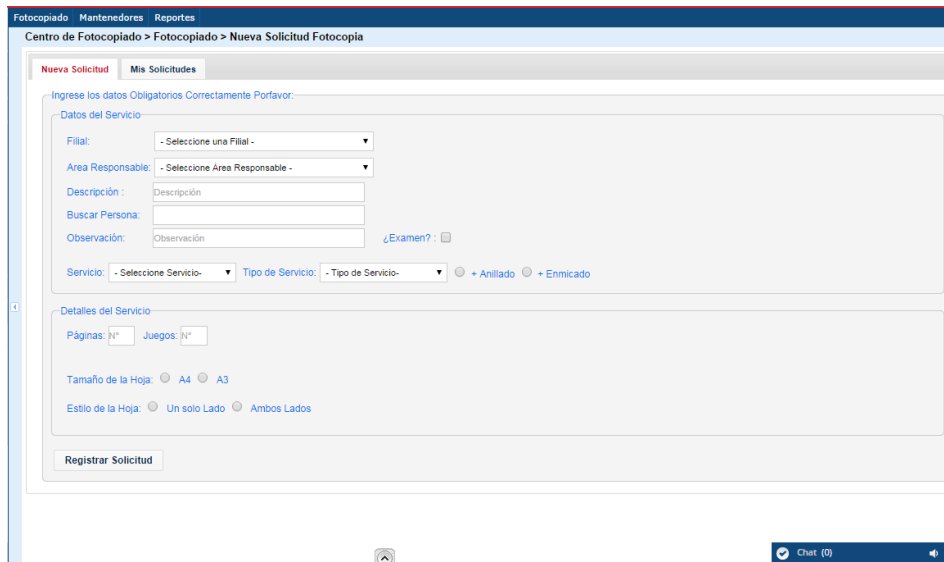 Fotocopiado Mantenedores Reportes
Centro de Fotocopiado > Fotocopiado > Nueva Solicitud Fotocopia
Nueva Solicitud Mis Solicitudes
Ingrese los datos Obligatorios Correctamente Porfavor:
Datos del Servicio
Filial: - Seleccione una Filial -
Area Responsable: - Seleccione Área Responsable -
Descripción : Descripción
Buscar Persona:
Observación: Observación ¿Examen? :
Servicio: - Seleccione Servicio- Tipo de Servicio: - Tipo de Servicio- + Anillado + Enmicado
Detalles del Servicio
Páginas: N° Juegos: N°
Tamaño de la Hoja: A4 A3
Estilo de la Hoja: Un solo Lado Ambos Lados
Registrar Solicitud
Chat (0)